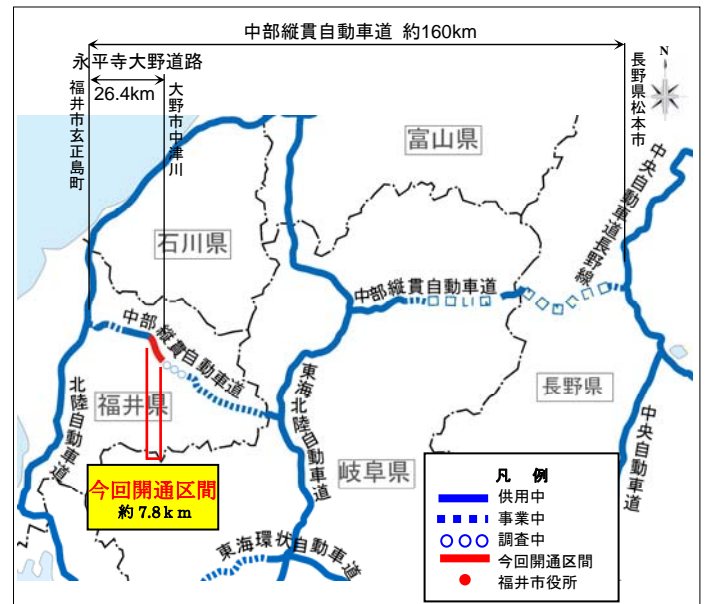 中部縦貫自動車道 約160km
永平寺大野道路
26.4km
福井市玄正島町
大野市中津川
長野県松本市
N
富山県
石川県
中央自動車道長野線
中部縦貫自動車道
中部縦貫自動車道
福井県
長野県
北陸自動車道
東海北陸自動車道
中央自動車道
岐阜県
今回開通区間
約7.8km
東海環状自動車道
凡 例
供用中
事業中
調査中
今回開通区間
福井市役所